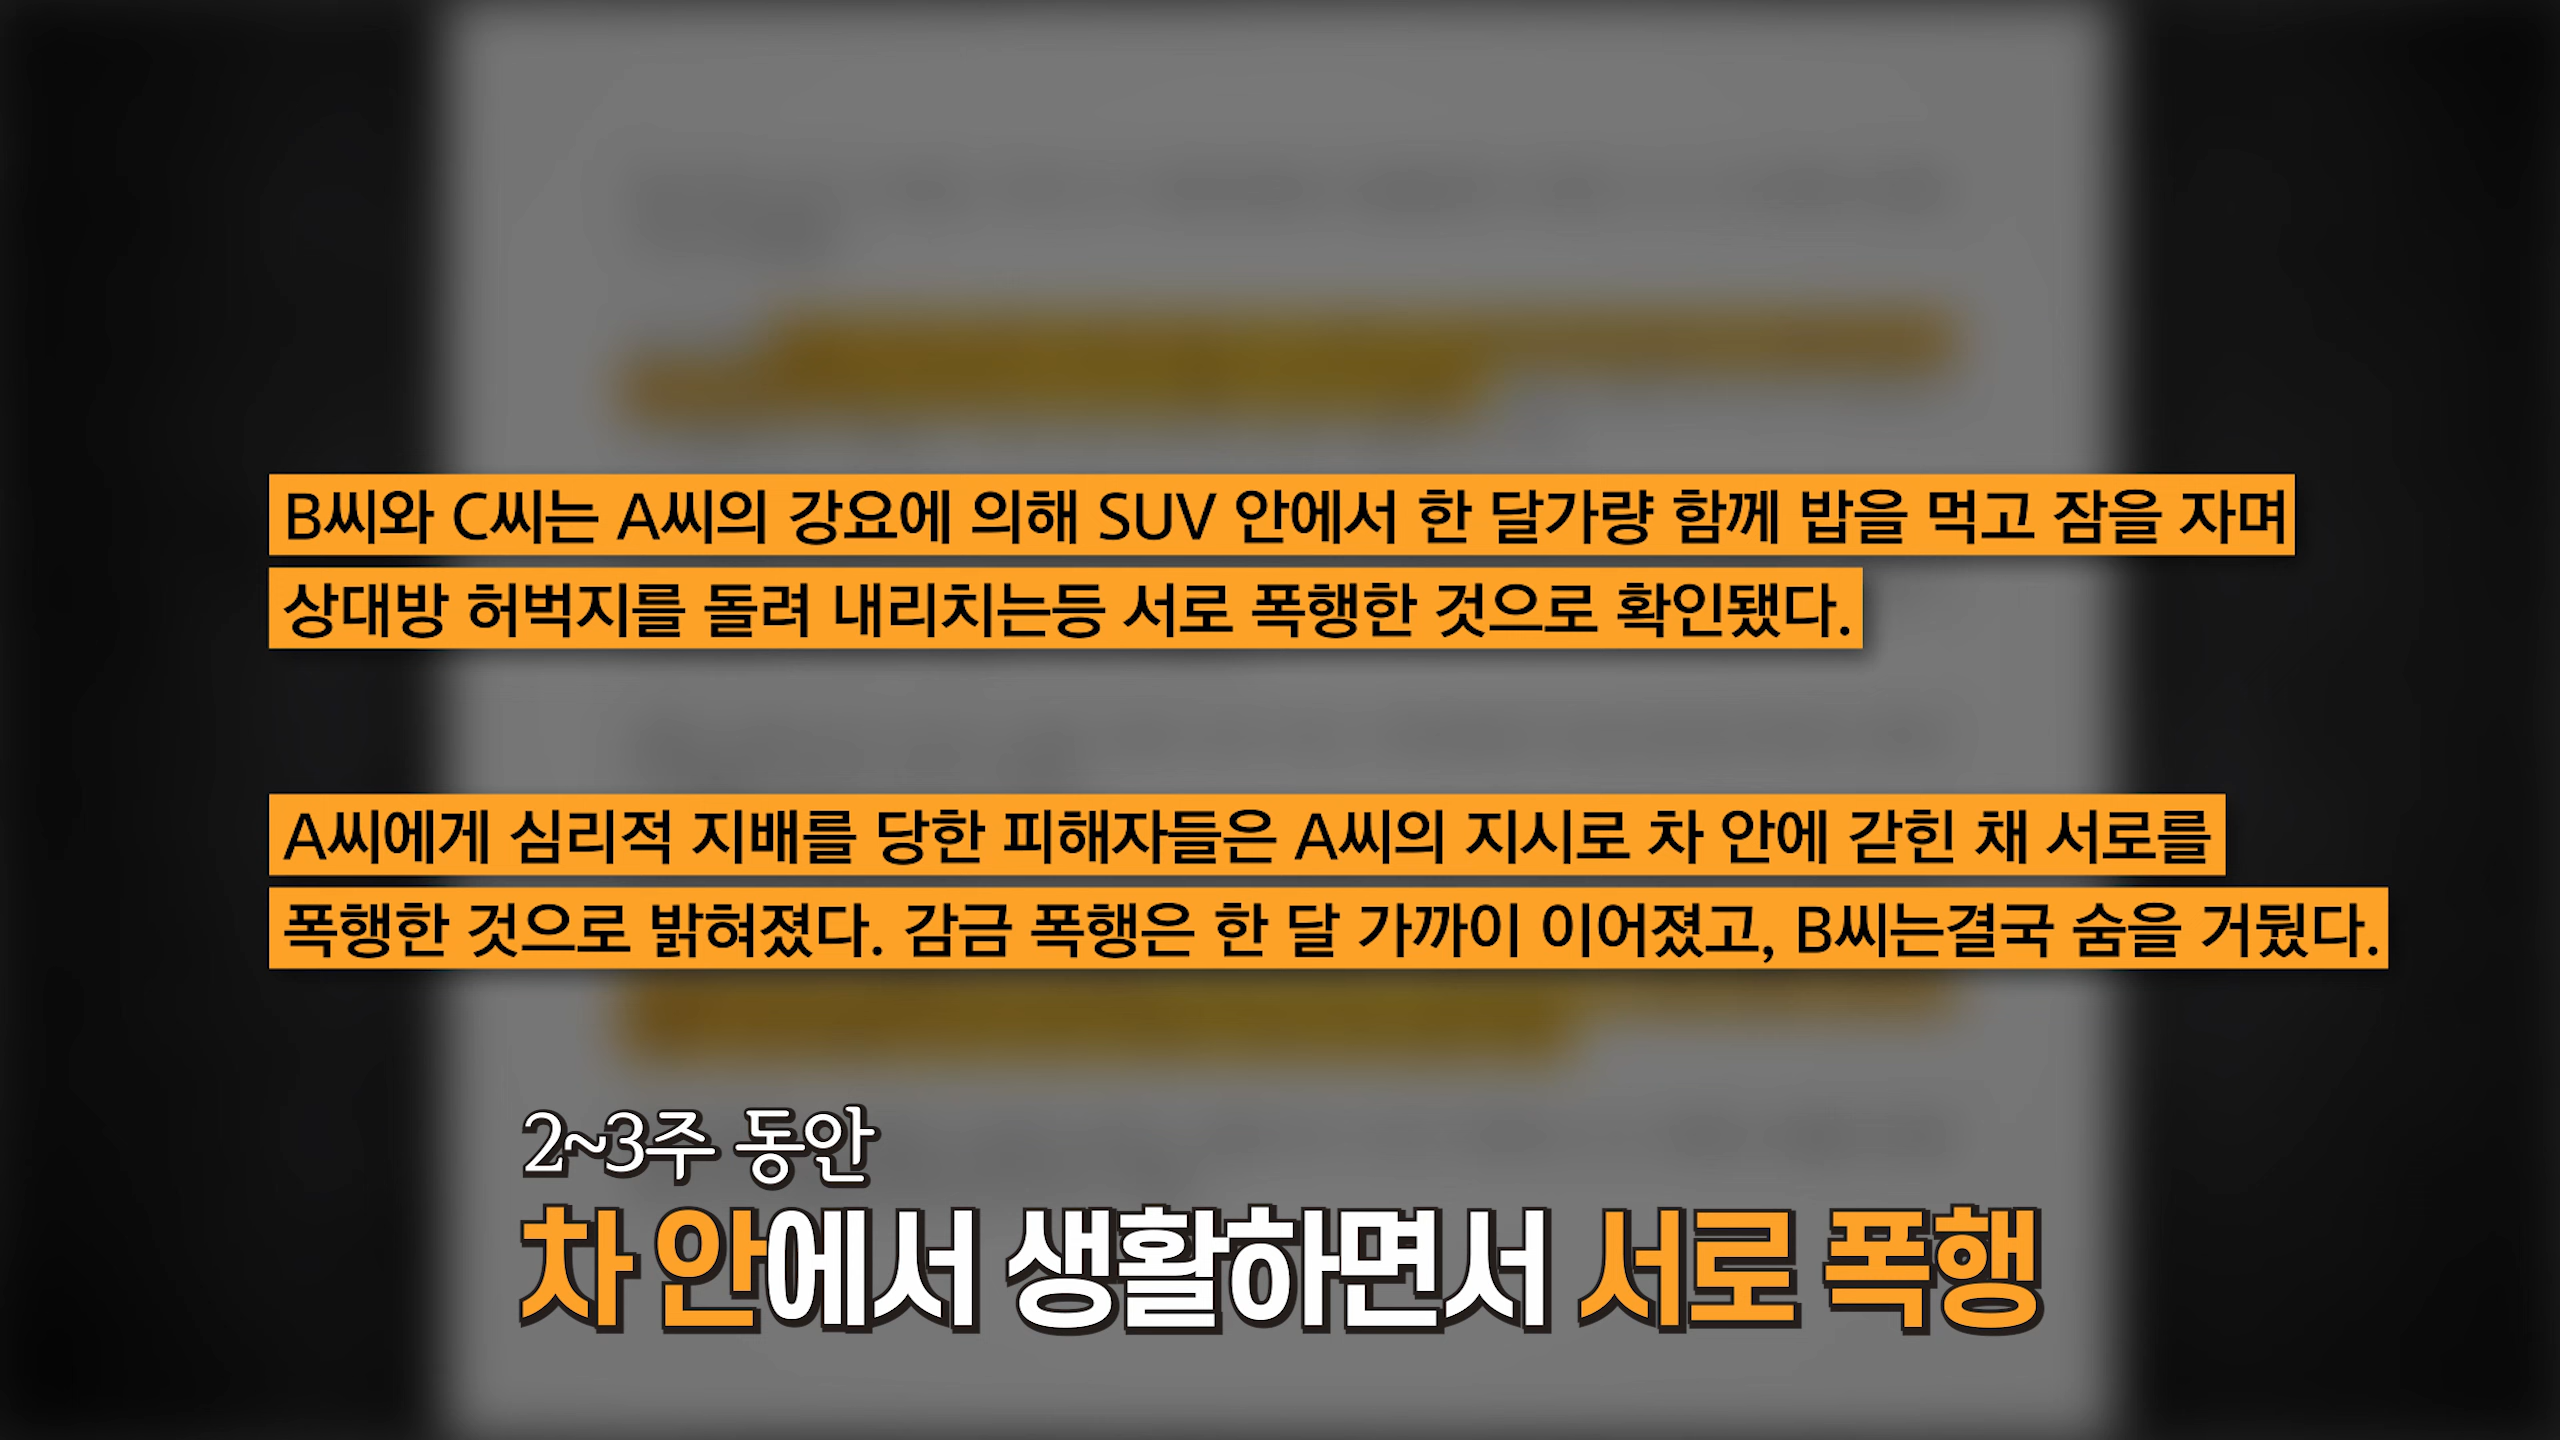 B씨와 C씨는 A씨의 강요에 의해 SUV 안에서 한 달가량 함께 밥을 먹고 잠을 자며
상대방 허벅지를 돌려 내리치는등 서로 폭행한 것으로 확인됐다.
A씨에게 심리적 지배를 당한 피해자들은 A씨의 지시로 차 안에 갇힌 채 서로를
폭행한 것으로 밝혀졌다. 감금 폭행은 한 달 가까이 이어졌고, B씨는결국 숨을 거뒀다.
2~3주 동안
차 안에서 생활하면서 서로 폭행